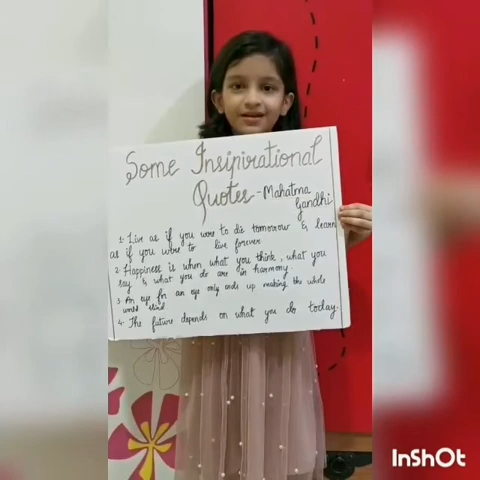 Some Insipirational
Quotes - Mahatma
Gandhi
1. Live as if you were to die tomorrow & learn
as if you were to live forever
2. Happiness is when what you think, what you
say & what you do are in harmony.
3. An eye for an eye only ends up making the whole
world blind
4. The future depends on what you do today.
INSHOT